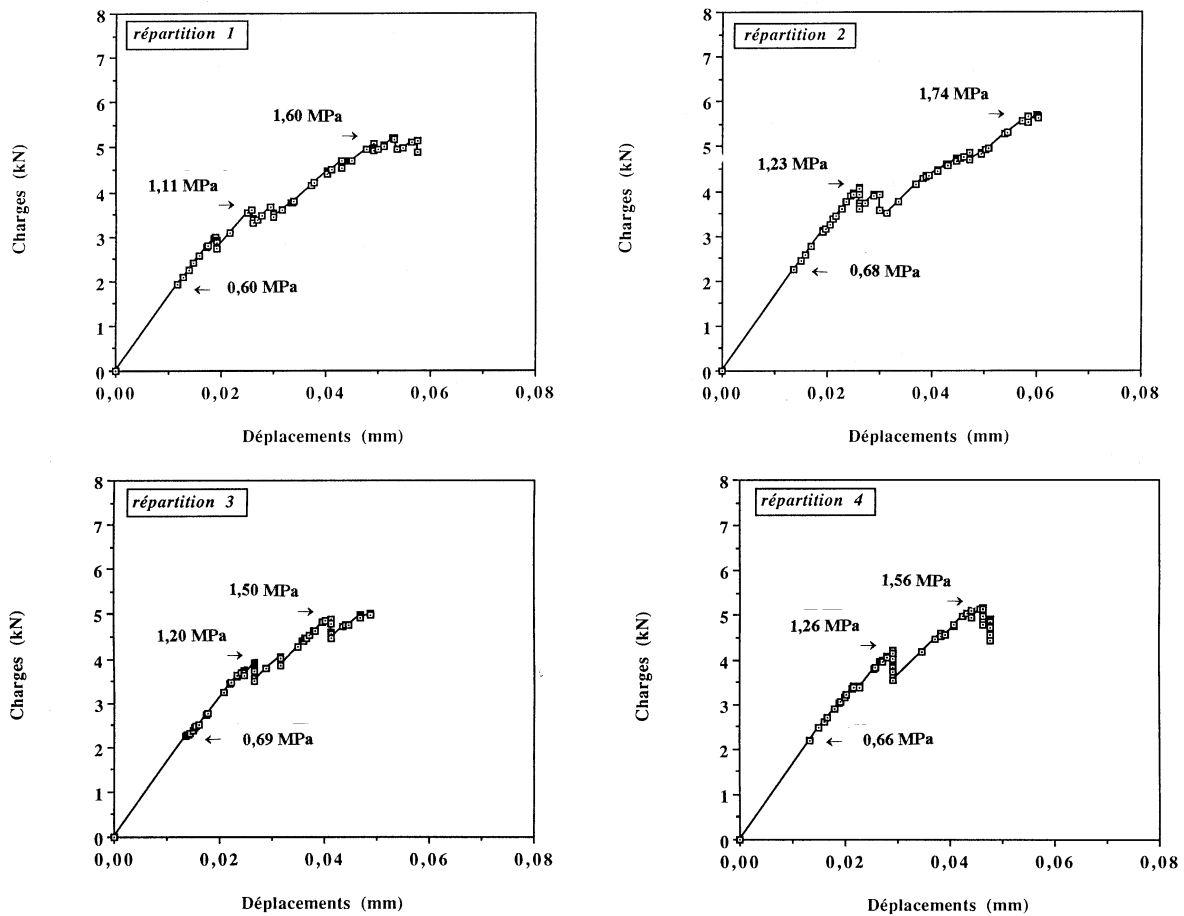 répartition 1
8
7
6
5
4
3
2
1
0
Charges (kN)
1,60 MPa
1,11 MPa
0,60 MPa
0,00 0,02 0,04 0,06 0,08
Déplacements (mm)
répartition 2
8
7
6
5
4
3
2
1
0
Charges (kN)
1,74 MPa
1,23 MPa
0,68 MPa
0,00 0,02 0,04 0,06 0,08
Déplacements (mm)
répartition 3
8
7
6
5
4
3
2
1
0
Charges (kN)
1,50 MPa
1,20 MPa
0,69 MPa
0,00 0,02 0,04 0,06 0,08
Déplacements (mm)
répartition 4
8
7
6
5
4
3
2
1
0
Charges (kN)
1,56 MPa
1,26 MPa
0,66 MPa
0,00 0,02 0,04 0,06 0,08
Déplacements (mm)